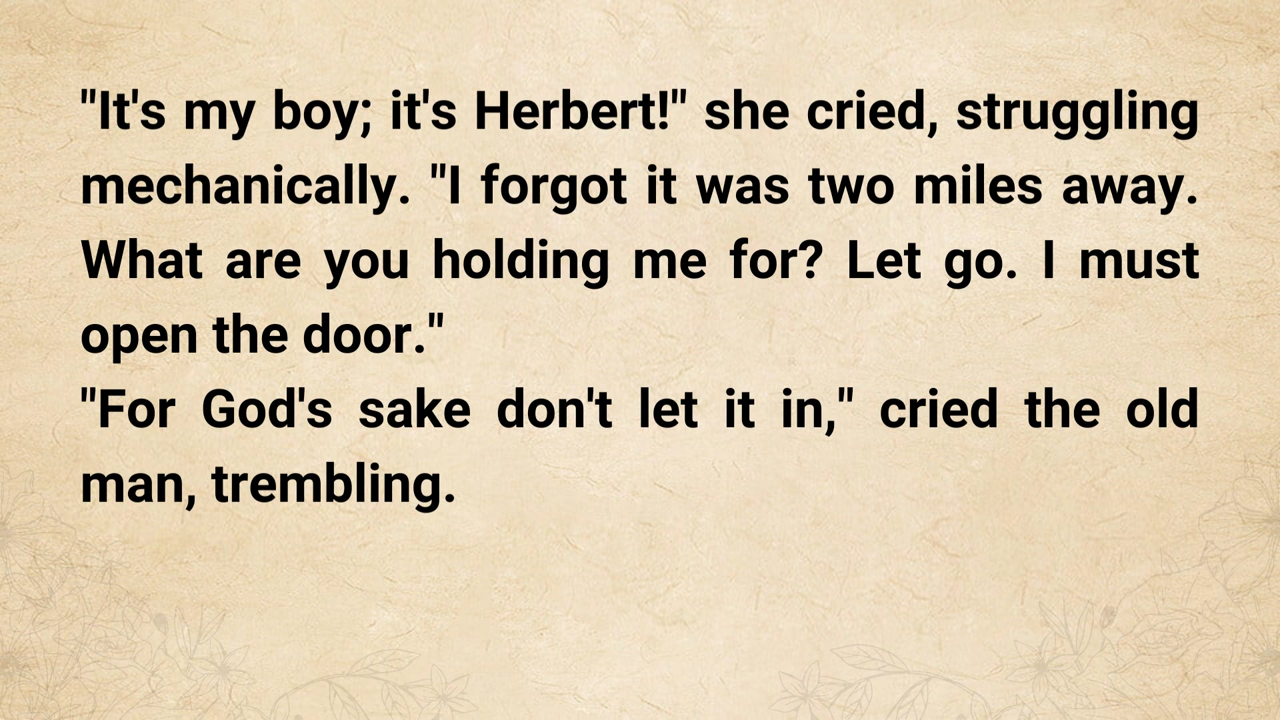 "It's my boy; it's Herbert!" she cried, struggling
mechanically. "I forgot it was two miles away.
What are you holding me for? Let go. I must
open the door."
"For God's sake don't let it in," cried the old
man, trembling.